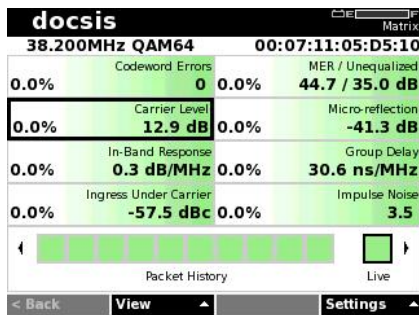 docsis
E F
Matrix
38.200MHz QAM64 00:07:11:05:D5:10
Codeword Errors MER / Unequalized
0.0% 0 0.0% 44.7 / 35.0 dB
Carrier Level Micro-reflection
0.0% 12.9 dB 0.0% -41.3 dB
In-Band Response Group Delay
0.0% 0.3 dB/MHz 0.0% 30.6 ns/MHz
Ingress Under Carrier Impulse Noise
0.0% -57.5 dBc 0.0% 3.5
Packet History Live
< Back View Settings